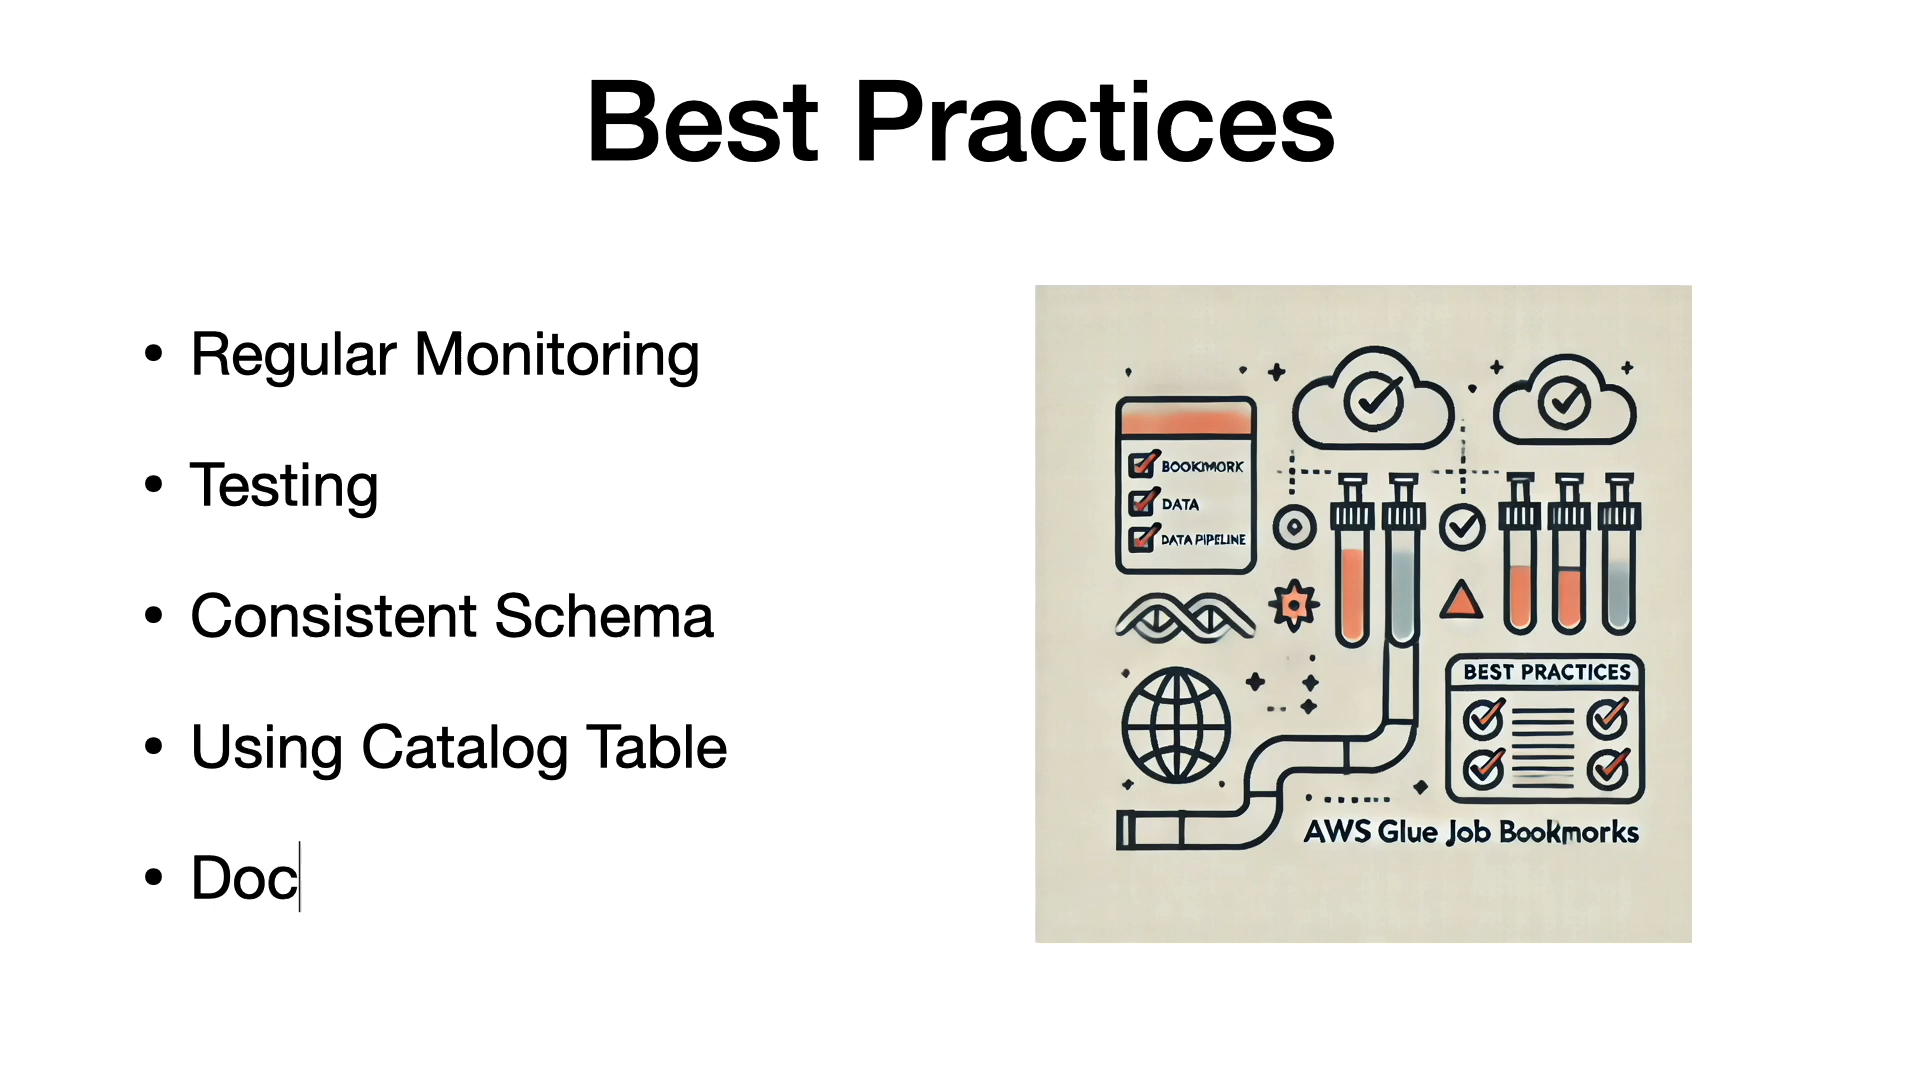 Best Practices
• Regular Monitoring
• Testing
• Consistent Schema
• Using Catalog Table
• Doc
BOOKMORK
DATA
DATA PIPELINE
BEST PRACTICES
AWS Glue Job Bookmorks